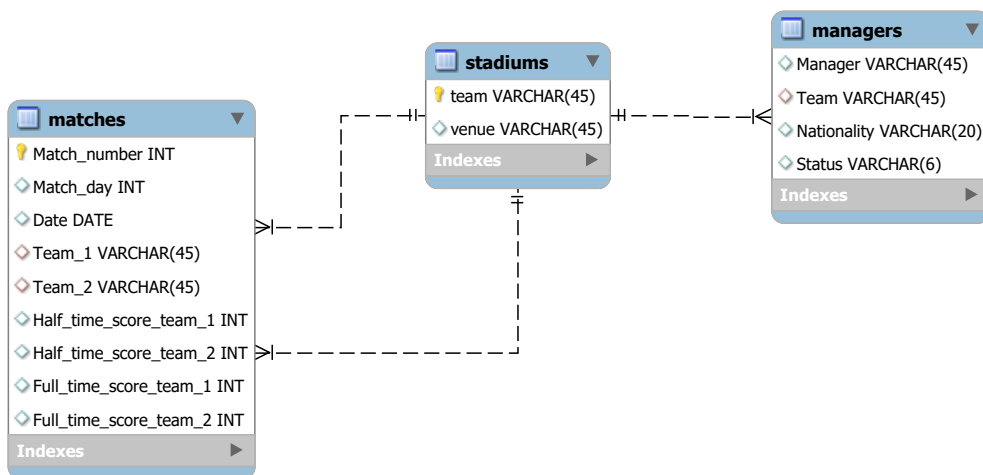 matches
Match_number INT
Match_day INT
Date DATE
Team_1 VARCHAR(45)
Team_2 VARCHAR(45)
Half_time_score_team_1 INT
Half_time_score_team_2 INT
Full_time_score_team_1 INT
Full_time_score_team_2 INT
Indexes
stadiums
team VARCHAR(45)
venue VARCHAR(45)
Indexes
managers
Manager VARCHAR(45)
Team VARCHAR(45)
Nationality VARCHAR(20)
Status VARCHAR(6)
Indexes